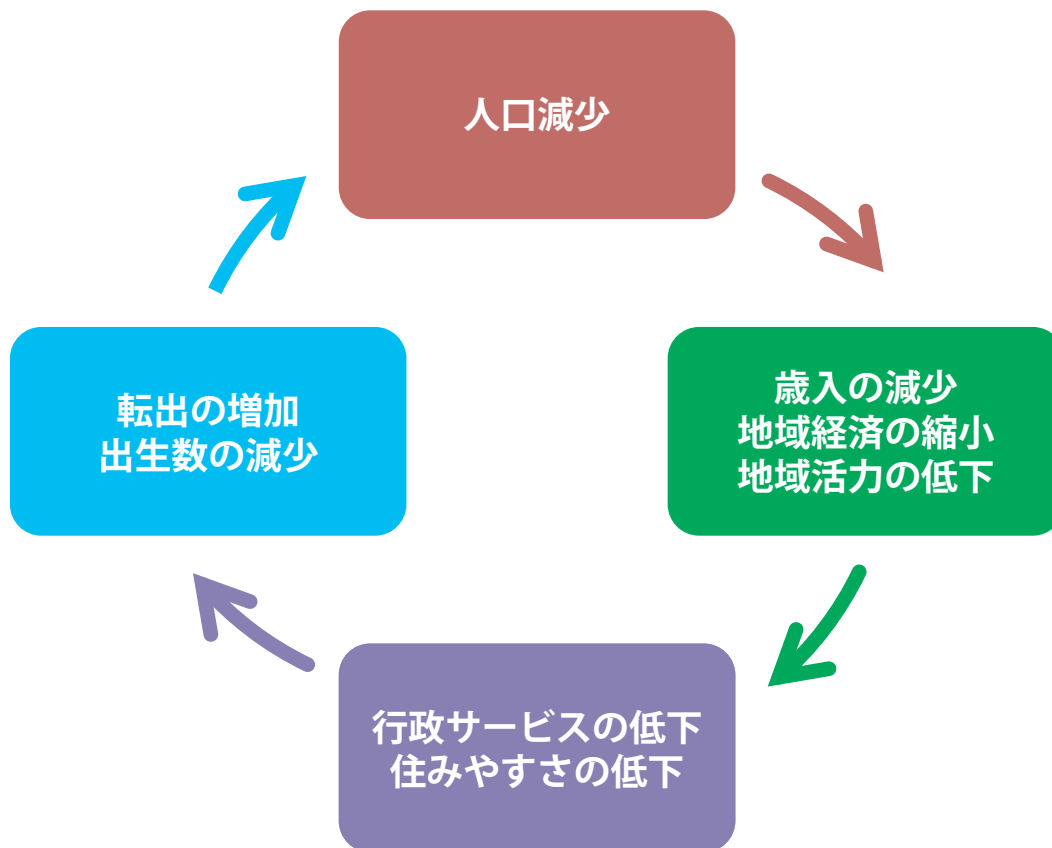 人口減少
歳入の減少
地域経済の縮小
地域活力の低下
行政サービスの低下
住みやすさの低下
転出の増加
出生数の減少